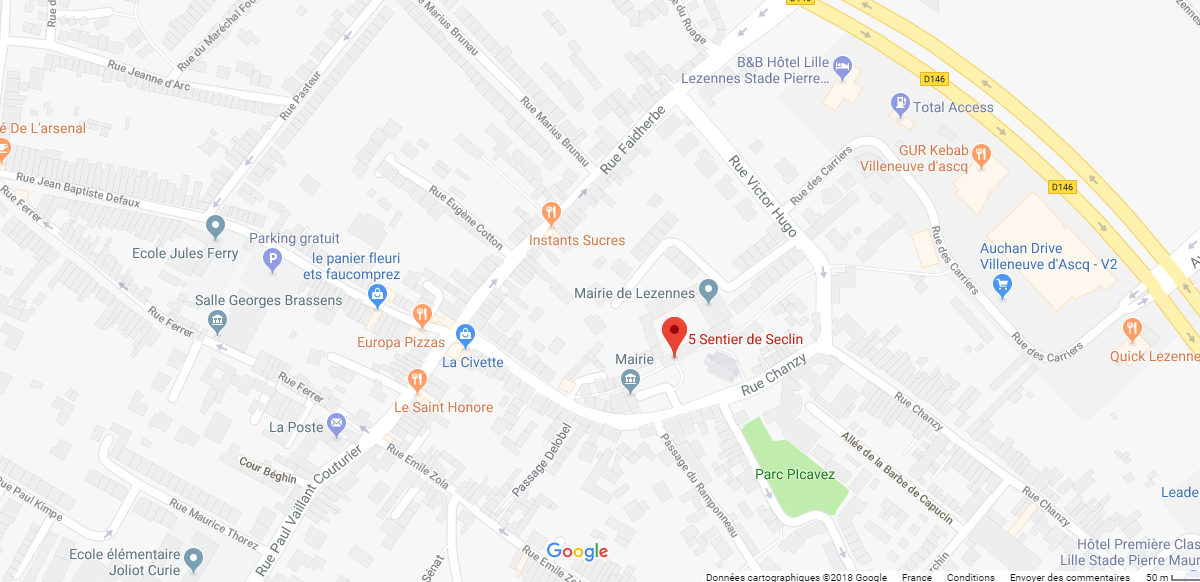 D146
Rue du Maréchal Foc
Rue Marius Brunau
Rue du Ruage
B&B Hôtel Lille
Lezennes Stade Pierre...
Rue Jeanne d'Arc
Rue Pasteur
D146
Total Access
Rue Marius Brunau
Rue Faidherbe
é De L'arsenal
GUR Kebab
Villeneuve d'ascq
Rue des Carriers
Rue Victor Hugo
Rue Jean Baptiste Defaux
D146
Rue Ferrer
Rue Eugène Cotton
Instants Sucres
Ecole Jules Ferry
Parking gratuit
P
le panier fleuri
ets faucomprez
Rue des Carriers
Auchan Drive
Villeneuve d'Ascq - V2
Mairie de Lezennes
Salle Georges Brassens
Rue Ferrer
Europa Pizzas
La Civette
5 Sentier de Seclin
Mairie
Rue Chanzy
Rue des Carriers
Quick Lezenne
Rue Ferrer
Le Saint Honore
La Poste
Rue Chanzy
Allée de la Barbe de Capucin
Passage Delobel
Passage du Ramponneau
Rue Emile Zola
Cour Béghin
Rue Paul Vaillant Couturier
Parc PIcavez
Rue Chanzy
Leade
ue Paul Kimpe
Rue Maurice Thorez
Ecole élémentaire
Joliot Curie
Sénat
Rue Emile Zola
Google
archin
Hôtel Première Clas
Lille Stade Pierre Maur
Données cartographiques ©2018 Google France Conditions Envoyer des commentaires 50 m